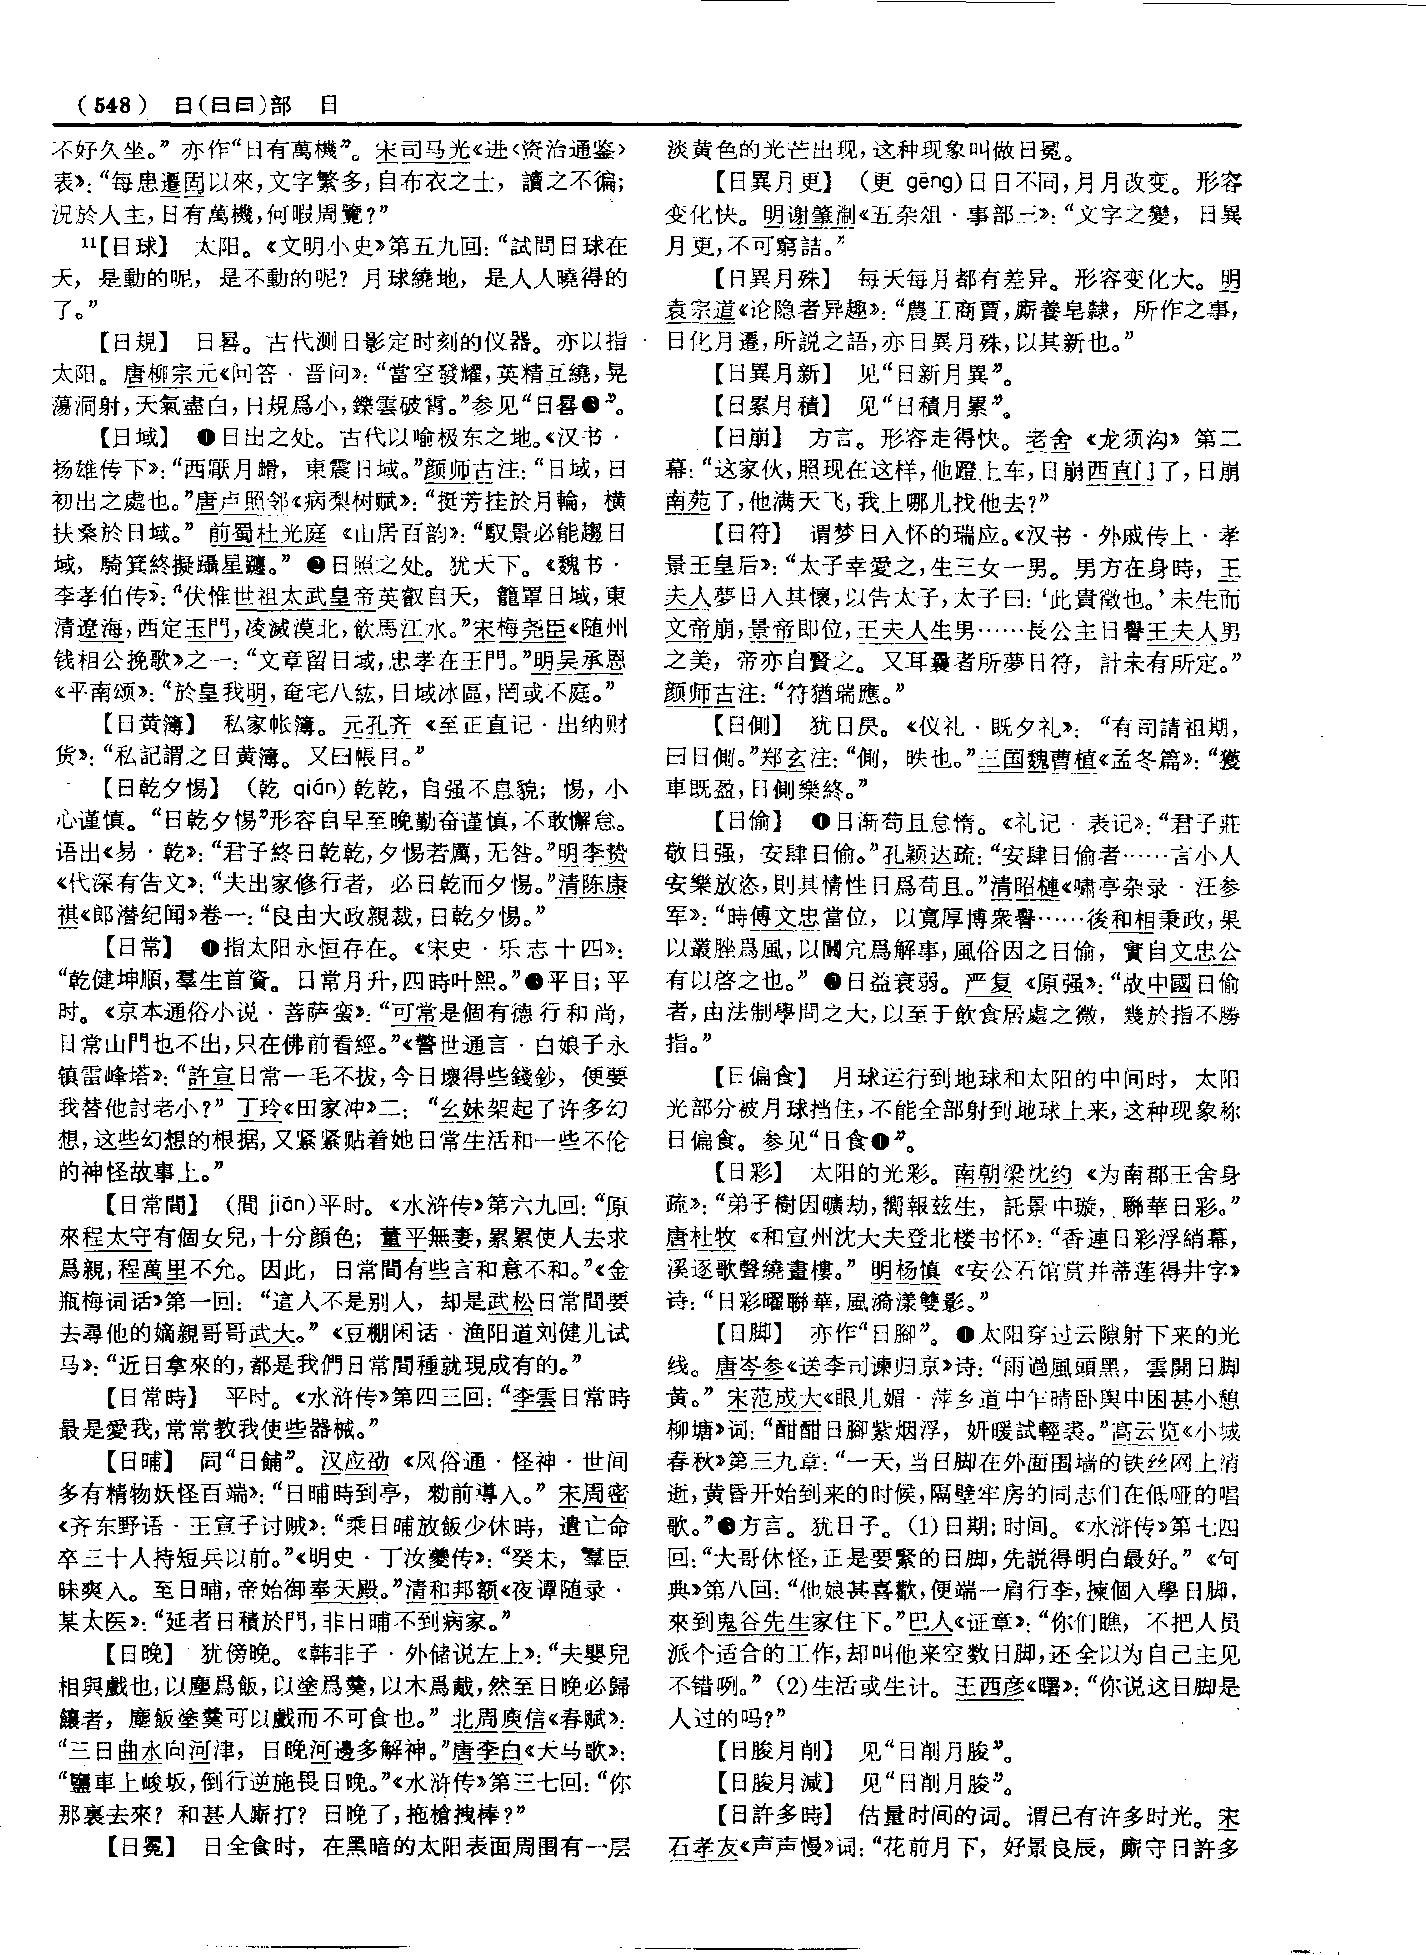 (548) 日(日曰)部 日
不好久坐。”亦作“日有萬機”。宋司马光《进〈资治通鉴〉
表》：“每患遷固以來，文字繁多，自布衣之士，讀之不徧；
況於人主，日有萬機，何暇周覽？”
11【日球】 太阳。《文明小史》第五九回：“試問日球在
天，是動的呢，是不動的呢？月球繞地，是人人曉得的
了。”
【日規】 日晷。古代测日影定时刻的仪器。亦以指
太阳。唐柳宗元《问答·晋问》：“當空發耀，英精互繞，晃
蕩洞射，天氣盡白，日規爲小，鑠雲破霄。”参见“日晷❸”。
【日域】 ❶日出之处。古代以喻极东之地。《汉书·
扬雄传下》：“西厭月䠶，東震日域。”颜师古注：“日域，日
初出之處也。”唐卢照邻《病梨树赋》：“挺芳挂於月輪，横
扶桑於日域。”前蜀杜光庭《山居百韵》：“馭景必能趨日
域，騎箕終擬躡星躔。”❷日照之处。犹天下。《魏书·
李孝伯传》：“伏惟世祖太武皇帝英叡自天，籠罩日域，東
清遼海，西定玉門，凌滅漠北，飲馬江水。”宋梅尧臣《随州
钱相公挽歌》之一：“文章留日域，忠孝在王門。”明吴承恩
《平南颂》：“於皇我明，奄宅八紘，日域冰區，罔或不庭。”
【日黄簿】 私家帐簿。元孔齐《至正直记·出纳财
货》：“私記謂之日黄簿。又曰帳目。”
【日乾夕惕】 （乾 qián）乾乾，自强不息貌；惕，小
心谨慎。“日乾夕惕”形容自早至晚勤奋谨慎，不敢懈怠。
语出《易·乾》：“君子終日乾乾，夕惕若厲，无咎。”明李贽
《代深有告文》：“夫出家修行者，必日乾而夕惕。”清陈康
祺《郎潜纪闻》卷一：“良由大政親裁，日乾夕惕。”
【日常】 ❶指太阳永恒存在。《宋史·乐志十四》：
“乾健坤順，羣生首資。日常月升，四時叶熙。”❷平日；平
时。《京本通俗小说·菩萨蛮》：“可常是個有德行和尚，
日常山門也不出，只在佛前看經。”《警世通言·白娘子永
镇雷峰塔》：“許宣日常一毛不拔，今日壞得些錢鈔，便要
我替他討老小？”丁玲《田家冲》二：“幺妹架起了许多幻
想，这些幻想的根据，又紧紧贴着她日常生活和一些不伦
的神怪故事上。”
【日常間】 （間 jiān）平时。《水浒传》第六九回：“原
來程太守有個女兒，十分顔色；董平無妻，累累使人去求
爲親，程萬里不允。因此，日常間有些言和意不和。”《金
瓶梅词话》第一回：“這人不是别人，却是武松日常間要
去尋他的嫡親哥哥武大。”《豆棚闲话·渔阳道刘健儿试
马》：“近日拿來的，都是我們日常間種就現成有的。”
【日常時】 平时。《水浒传》第四三回：“李雲日常時
最是愛我，常常教我使些器械。”
【日晡】 同“日餔”。汉应劭《风俗通·怪神·世间
多有精物妖怪百端》：“日晡時到亭，勑前導入。”宋周密
《齐东野语·王宣子讨贼》：“乘日晡放飯少休時，遣亡命
卒三十人持短兵以前。”《明史·丁汝夔传》：“癸未，羣臣
昧爽入。至日晡，帝始御奉天殿。”清和邦额《夜谭随录·
某太医》：“延者日積於門，非日晡不到病家。”
【日晚】 犹傍晚。《韩非子·外储说左上》：“夫嬰兒
相與戲也，以塵爲飯，以塗爲羹，以木爲胾，然至日晚必歸
饟者，塵飯塗羹可以戲而不可食也。”北周庾信《春赋》：
“三日曲水向河津，日晚河邊多解神。”唐李白《天马歌》：
“鹽車上峻坂，倒行逆施畏日晚。”《水浒传》第三七回：“你
那裏去來？和甚人廝打？日晚了，拖槍拽棒？”
【日冕】 日全食时，在黑暗的太阳表面周围有一层
淡黄色的光芒出现，这种现象叫做日冕。
【日異月更】 （更 gēng）日日不同，月月改变。形容
变化快。明谢肇淛《五杂俎·事部三》：“文字之變，日異
月更，不可窮詰。”
【日異月殊】 每天每月都有差异。形容变化大。明
袁宗道《论隐者异趣》：“農工商賈，廝養皂隸，所作之事，
日化月遷，所説之語，亦日異月殊，以其新也。”
【日異月新】 见“日新月異”。
【日累月積】 见“日積月累”。
【日崩】 方言。形容走得快。老舍《龙须沟》第二
幕：“这家伙，照现在这样，他蹬上车，日崩西直门了，日崩
南苑了，他满天飞，我上哪儿找他去？”
【日符】 谓梦日入怀的瑞应。《汉书·外戚传上·孝
景王皇后》：“太子幸愛之，生三女一男。男方在身時，王
夫人夢日入其懷，以告太子，太子曰：‘此貴徵也。’未生而
文帝崩，景帝即位，王夫人生男……長公主日譽王夫人男
之美，帝亦自賢之。又耳曩者所夢日符，計未有所定。”
颜师古注：“符猶瑞應。”
【日側】 犹日昃。《仪礼·既夕礼》：“有司請祖期，
曰日側。”郑玄注：“側，昳也。”三国魏曹植《孟冬篇》：“獲
車既盈，日側樂終。”
【日偷】 ❶日渐苟且怠惰。《礼记·表记》：“君子莊
敬日强，安肆日偷。”孔颖达疏：“安肆日偷者……言小人
安樂放恣，則其情性日爲苟且。”清昭槤《啸亭杂录·汪参
军》：“時傅文忠當位，以寬厚博衆譽……後和相秉政，果
以叢脞爲風，以闒宂爲解事，風俗因之日偷，實自文忠公
有以啓之也。”❷日益衰弱。严复《原强》：“故中國日偷
者，由法制學問之大，以至于飲食居處之微，幾於指不勝
指。”
【日偏食】 月球运行到地球和太阳的中间时，太阳
光部分被月球挡住，不能全部射到地球上来，这种现象称
日偏食。参见“日食❶”。
【日彩】 太阳的光彩。南朝梁沈约《为南郡王舍身
疏》：“弟子樹因曠劫，嚮報兹生，託景中璇，聯華日彩。”
唐杜牧《和宣州沈大夫登北楼书怀》：“香連日彩浮綃幕，
溪逐歌聲繞畫樓。”明杨慎《安公石馆赏并蒂莲得井字》
诗：“日彩曜聯華，風漪漾雙影。”
【日脚】 亦作“日腳”。❶太阳穿过云隙射下来的光
线。唐岑参《送李司谏归京》诗：“雨過風頭黑，雲開日脚
黄。”宋范成大《眼儿媚·萍乡道中乍晴卧舆中困甚小憩
柳塘》词：“酣酣日腳紫烟浮，妍暖試輕裘。”高云览《小城
春秋》第三九章：“一天，当日脚在外面围墙的铁丝网上消
逝，黄昏开始到来的时候，隔壁牢房的同志们在低哑的唱
歌。”❷方言。犹日子。(1)日期；时间。《水浒传》第七四
回：“大哥休怪，正是要緊的日脚，先説得明白最好。”《何
典》第八回：“他娘甚喜歡，便端一肩行李，揀個入學日脚，
來到鬼谷先生家住下。”巴人《证章》：“你们瞧，不把人员
派个适合的工作，却叫他来空数日脚，还全以为自己主见
不错咧。”(2)生活或生计。王西彦《曙》：“你说这日脚是
人过的吗？”
【日朘月削】 见“日削月朘”。
【日朘月減】 见“日削月朘”。
【日許多時】 估量时间的词。谓已有许多时光。宋
石孝友《声声慢》词：“花前月下，好景良辰，廝守日許多